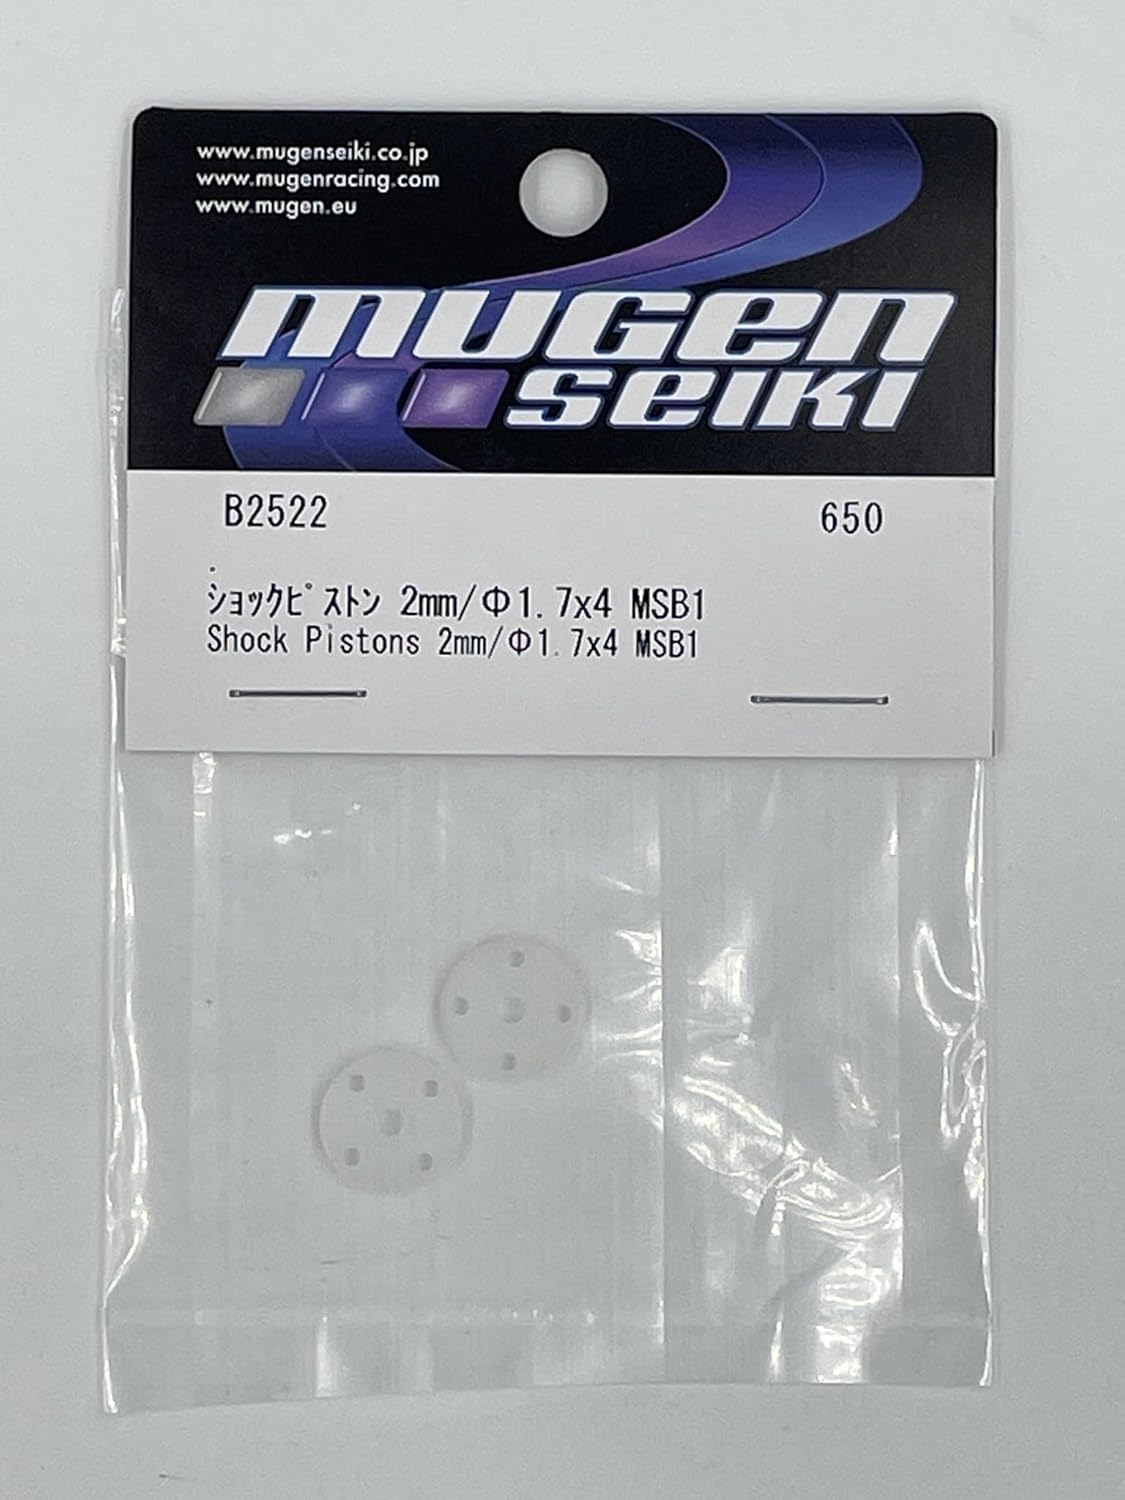 www.mugenseiki.co.jp
www.mugenracing.com
www.mugen.eu
mugen
seiki
B2522 650
ｼｮｯｸﾋﾟｽﾄﾝ 2mm/Φ1.7x4 MSB1
Shock Pistons 2mm/Φ1.7x4 MSB1